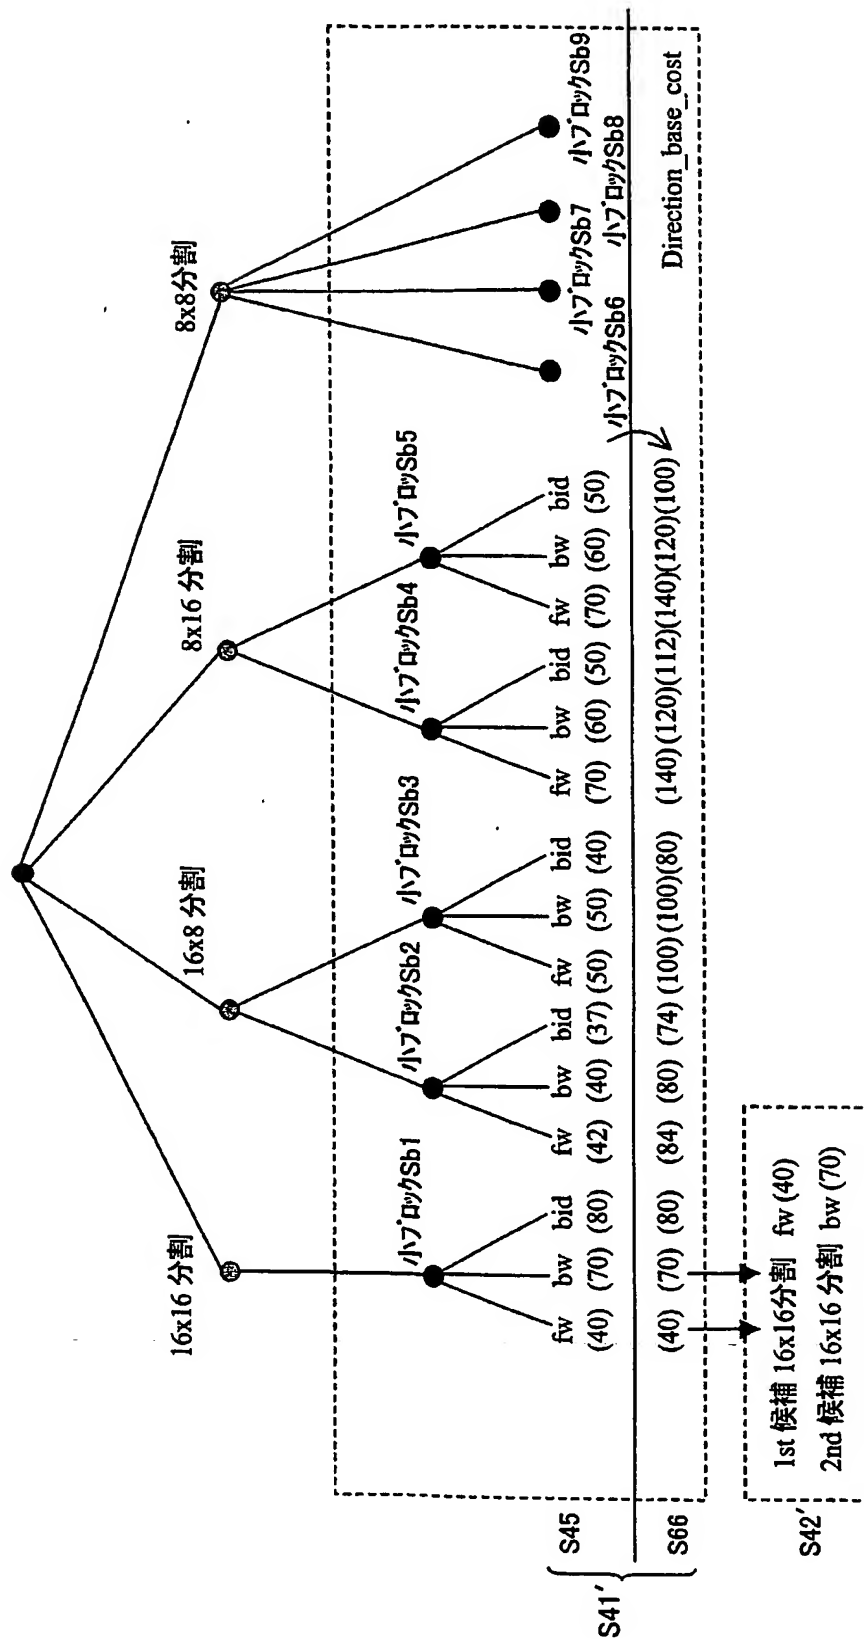 16x16 分割
16x8 分割
8x16 分割
8x8分割
小ブロックSb1
小ブロックSb2
小ブロックSb3
小ブロックSb4
小ブロッSb5
小ブロックSb6
小ブロックSb7
小ブロックSb8
小ブロックSb9
fw bw bid fw bw bid fw bw bid fw bw bid fw bw bid
S45 (40) (70) (80) (42) (40) (37) (50) (50) (40) (70) (60) (50) (70) (60) (50)
S41′
S66 (40) (70) (80) (84) (80) (74) (100) (100) (80) (140) (120) (112) (140) (120) (100) Direction_base_cost
S42′
1st 候補 16x16分割 fw (40)
2nd 候補 16x16 分割 bw (70)